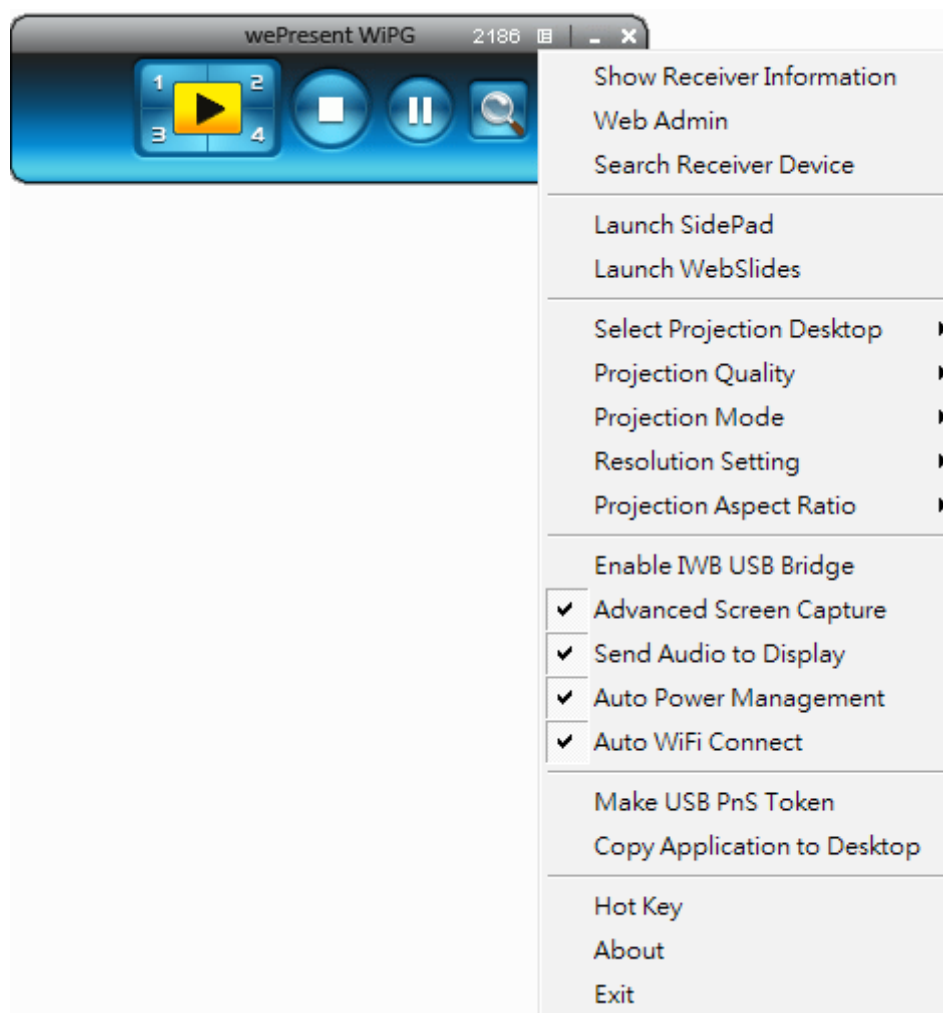 wePresent WiPG 2186
1 2
3 4
Show Receiver Information
Web Admin
Search Receiver Device
Launch SidePad
Launch WebSlides
Select Projection Desktop
Projection Quality
Projection Mode
Resolution Setting
Projection Aspect Ratio
Enable IWB USB Bridge
Advanced Screen Capture
Send Audio to Display
Auto Power Management
Auto WiFi Connect
Make USB PnS Token
Copy Application to Desktop
Hot Key
About
Exit